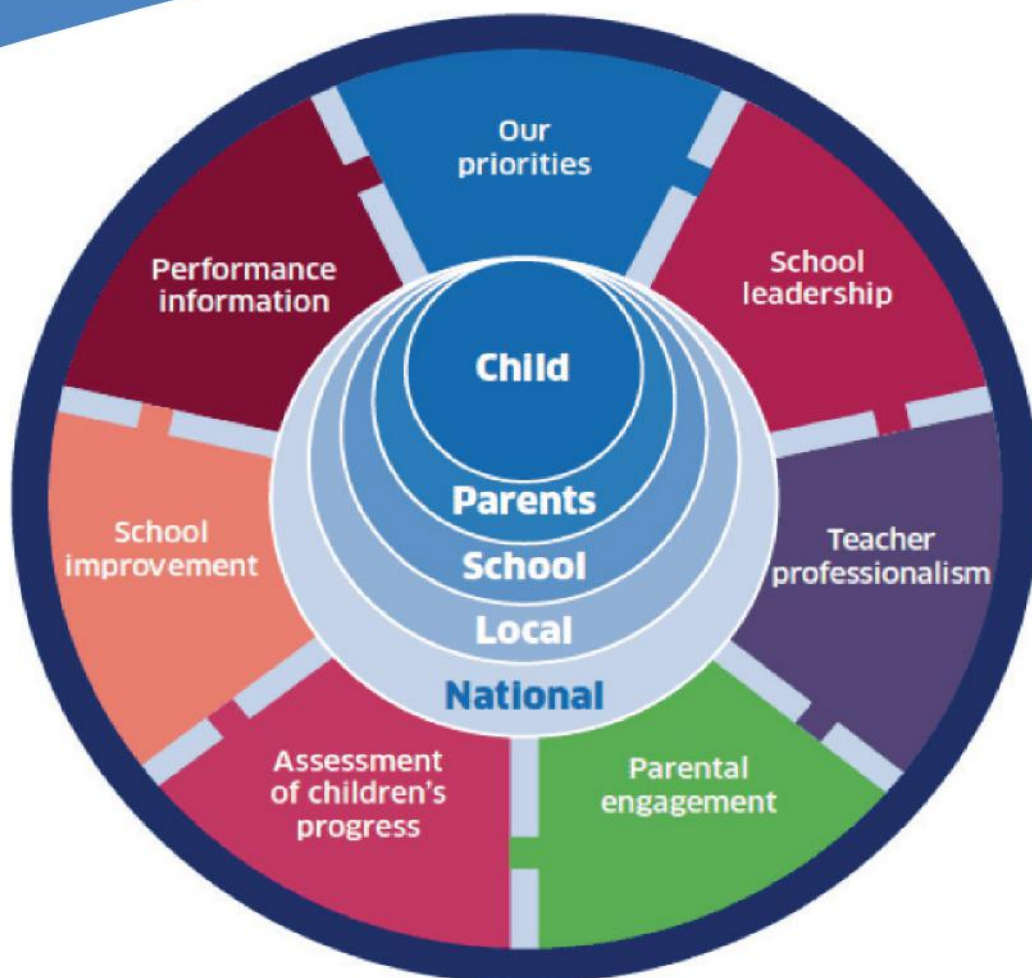 Our
priorities
School
leadership
Teacher
professionalism
Parental
engagement
Assessment
of children's
progress
School
improvement
Performance
information
Child
Parents
School
Local
National